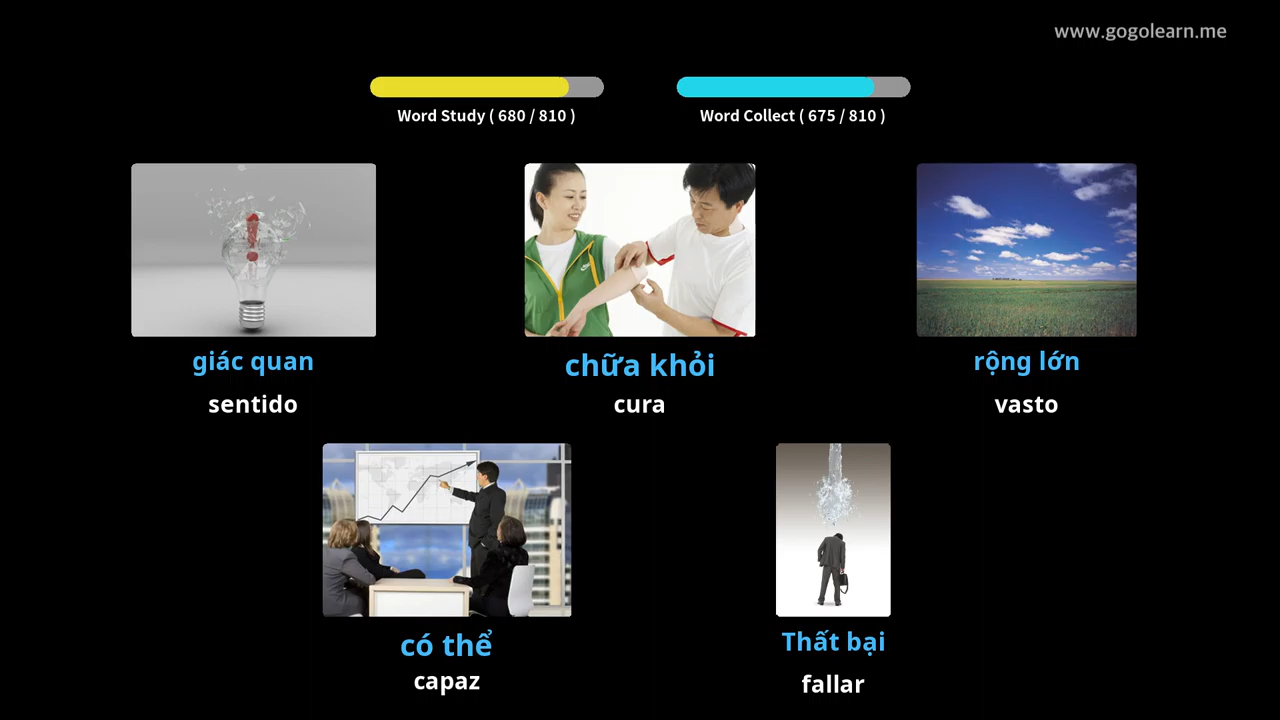 www.gogolearn.me
Word Study ( 680 / 810 )
Word Collect ( 675 / 810 )
giác quan
chữa khỏi
rộng lớn
sentido
cura
vasto
có thể
Thất bại
capaz
fallar